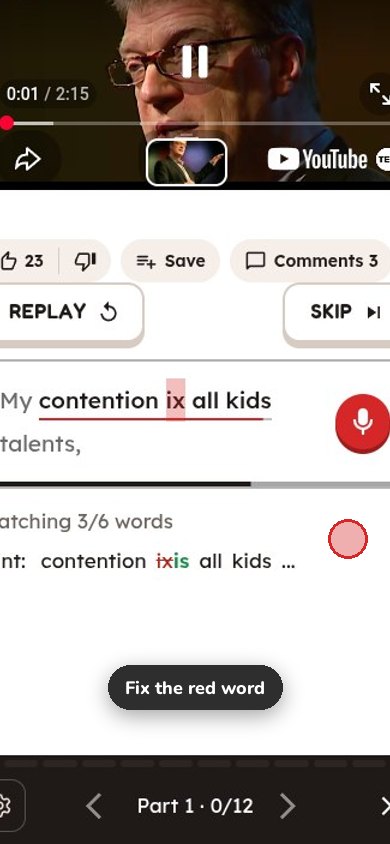 0:01 / 2:15
YouTube TE
23
Save
Comments 3
REPLAY
SKIP
My contention ix all kids
talents,
atching 3/6 words
nt: contention ixis all kids ...
Fix the red word
Part 1 · 0/12